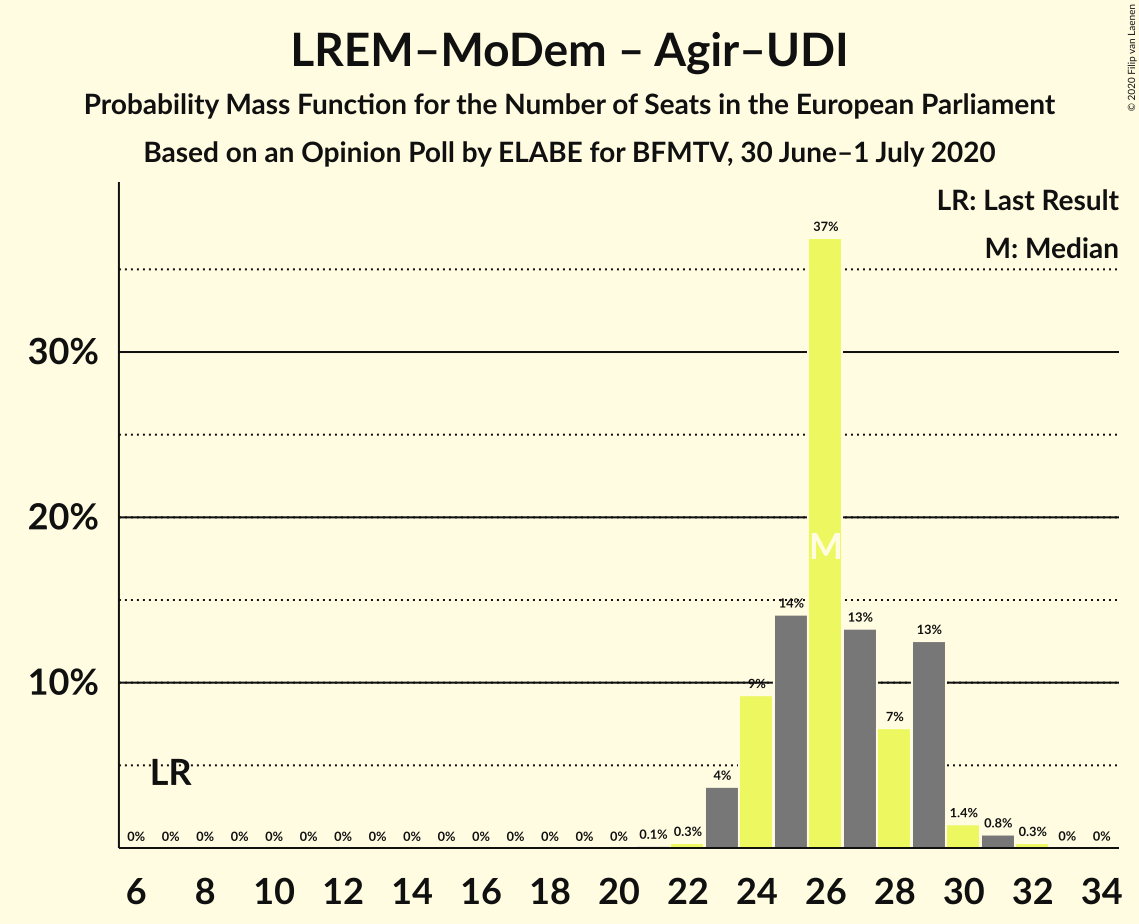 LREM–MoDem – Agir–UDI
Probability Mass Function for the Number of Seats in the European Parliament
Based on an Opinion Poll by ELABE for BFMTV, 30 June–1 July 2020
© 2020 Filip van Laenen
LR: Last Result
M: Median
37%
30%
20%
M
14%
13%
13%
10%
9%
7%
4%
LR
0% 0% 0% 0% 0% 0% 0% 0% 0% 0% 0% 0% 0% 0% 0% 0.1% 0.3% 1.4% 0.8% 0.3% 0% 0%
6 8 10 12 14 16 18 20 22 24 26 28 30 32 34